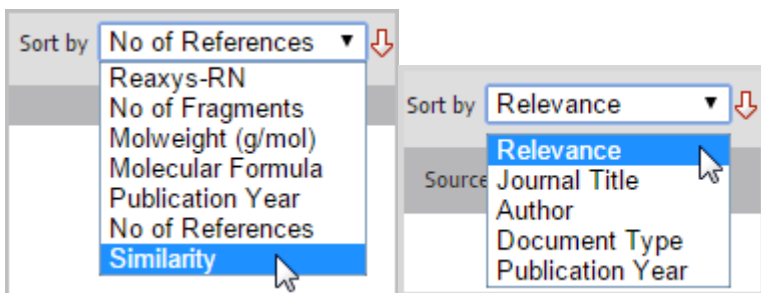 Sort by No of References
Reaxys-RN
No of Fragments
Molweight (g/mol)
Molecular Formula
Publication Year
No of References
Similarity
Sort by Relevance
Relevance
Source
Journal Title
Author
Document Type
Publication Year